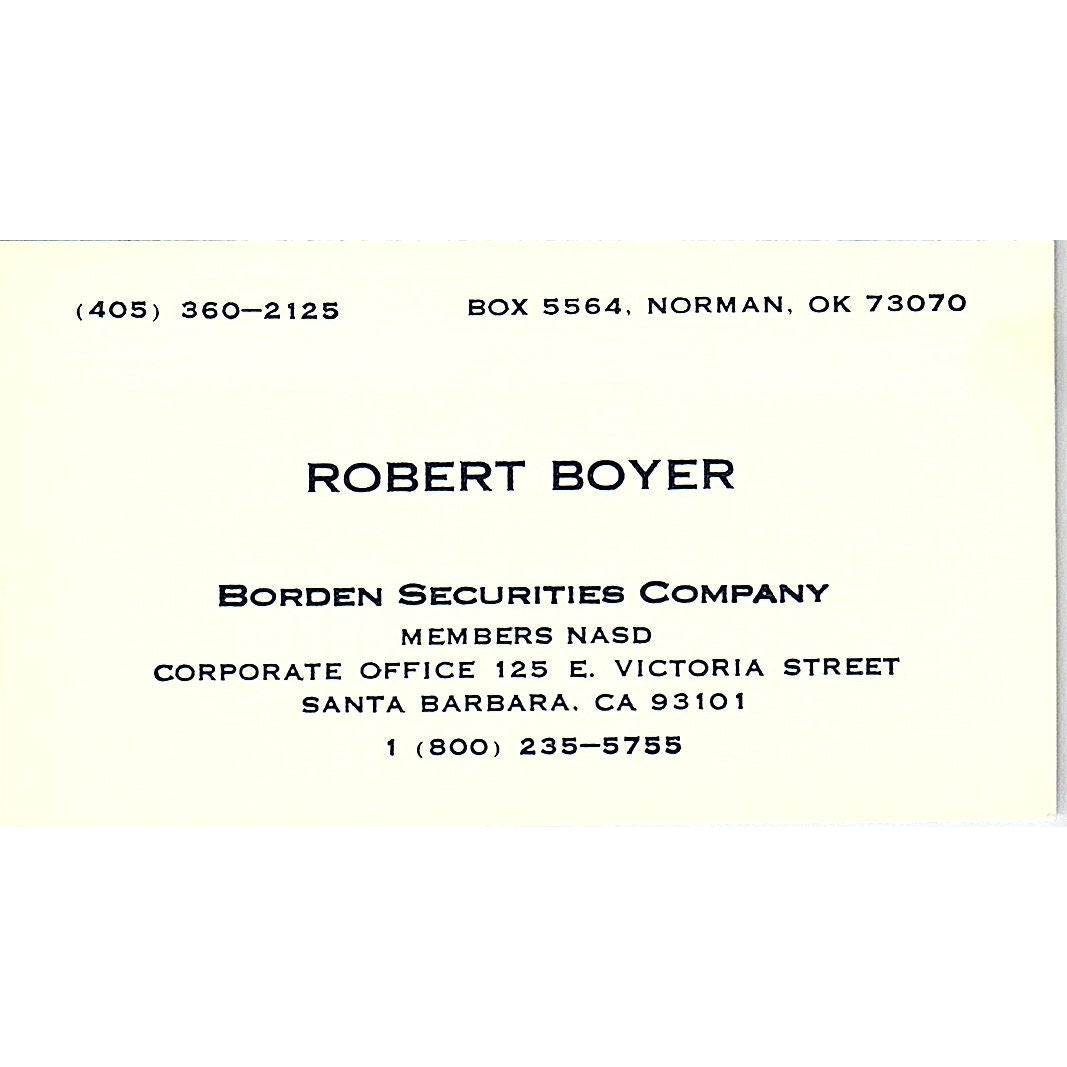 (405) 360—2125 BOX 5564, NORMAN, OK 73070
ROBERT BOYER
BORDEN SECURITIES COMPANY
MEMBERS NASD
CORPORATE OFFICE 125 E. VICTORIA STREET
SANTA BARBARA. CA 93101
1 (800) 235—5755